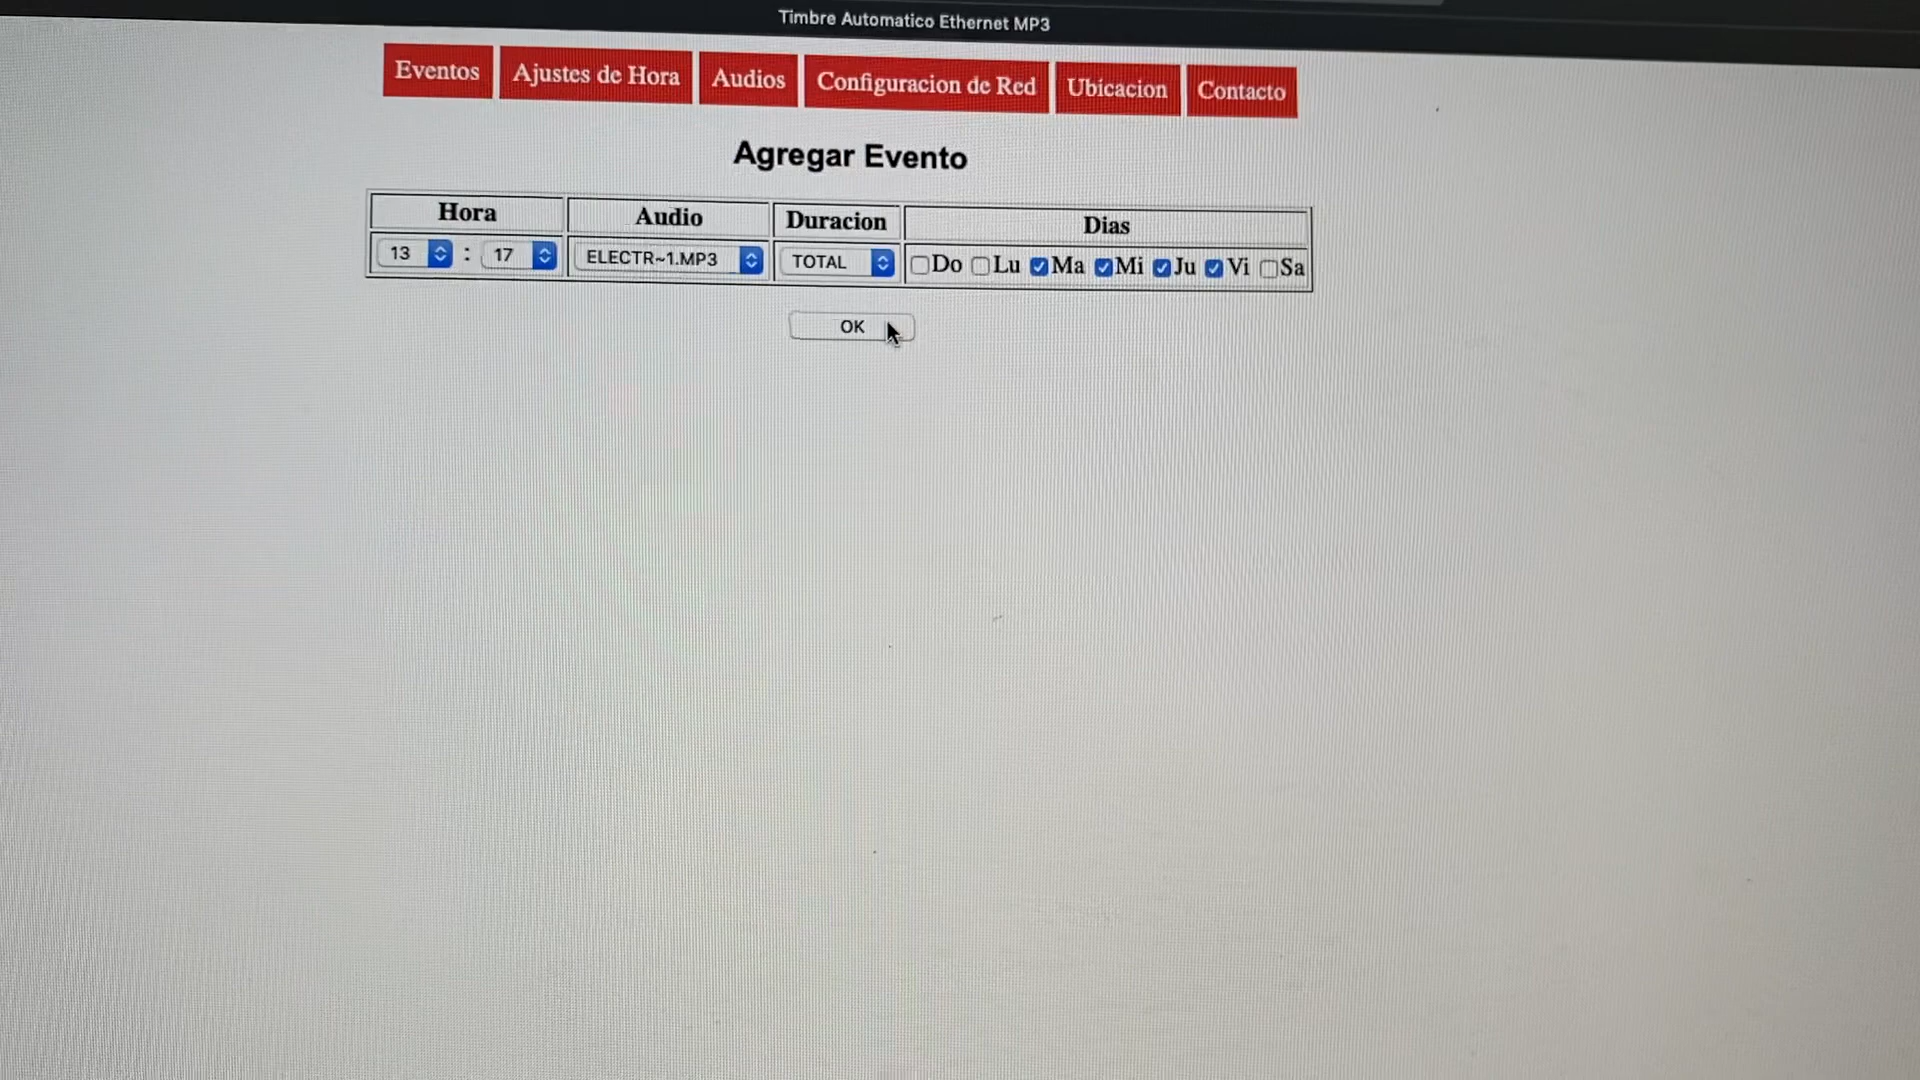 Timbre Automatico Ethernet MP3
Eventos Ajustes de Hora Audios Configuracion de Red Ubicacion Contacto
Agregar Evento
Hora Audio Duracion Dias
13 : 17 ELECTR~1.MP3 TOTAL Do Lu Ma Mi Ju Vi Sa
OK